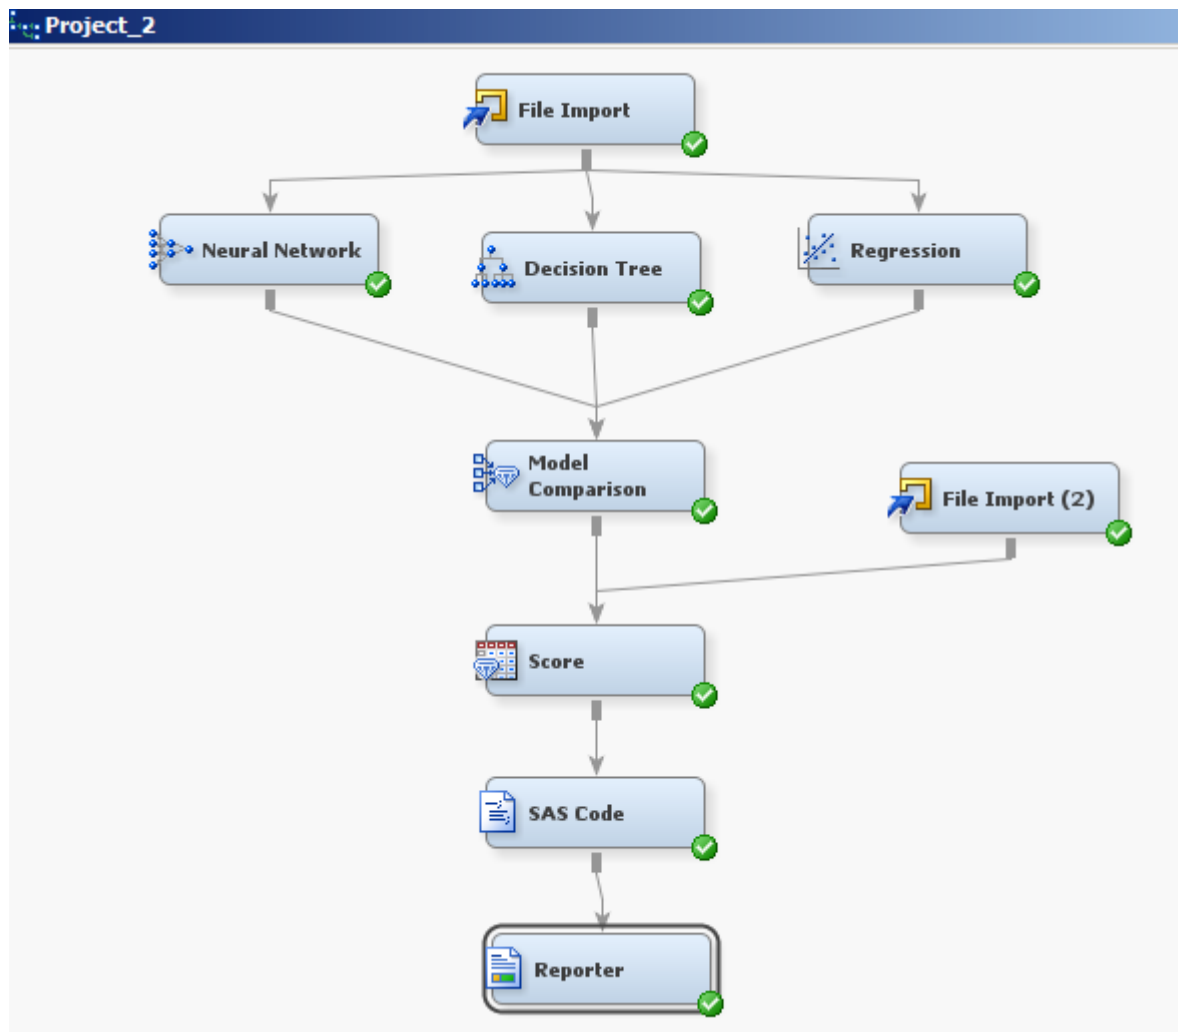 Project_2
File Import
Neural Network
Decision Tree
Regression
Model
Comparison
File Import (2)
Score
SAS Code
Reporter